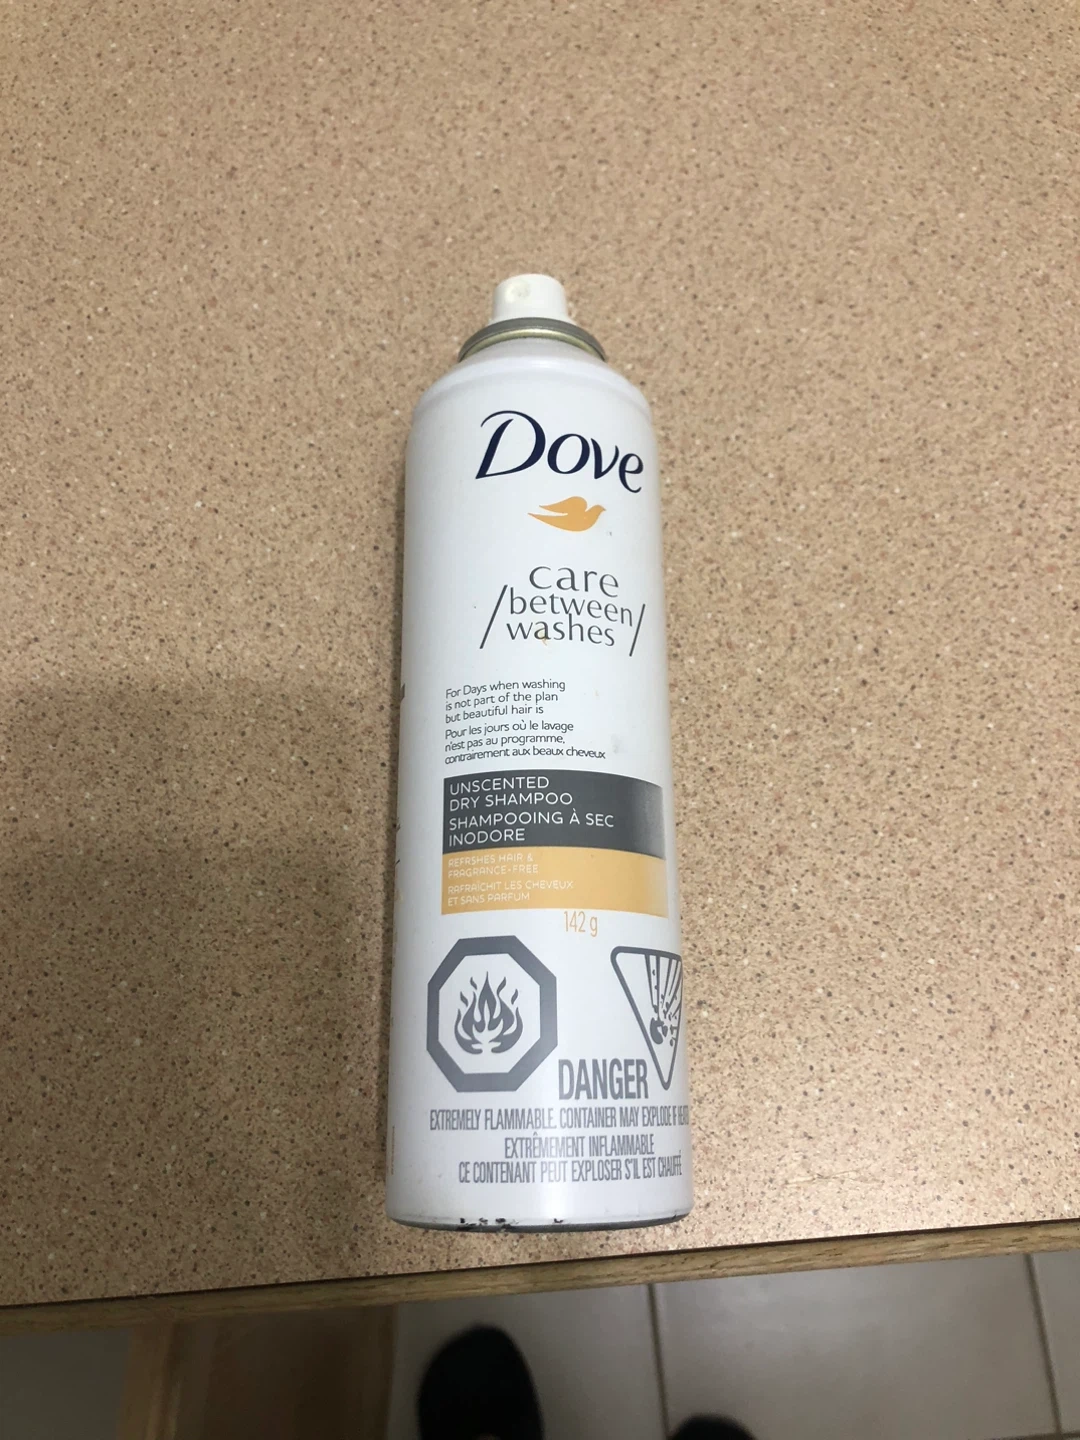 Dove
care
/between
washes/
For Days when washing
is not part of the plan
but beautiful hair is
Pour les jours où le lavage
n'est pas au programme,
contrairement aux beaux cheveux
UNSCENTED
DRY SHAMPOO
SHAMPOOING À SEC
INODORE
REFRSHES HAIR &
FRAGRANCE-FREE
RAFRAÎCHIT LES CHEVEUX
ET SANS PARFUM
142 g
DANGER
EXTREMELY FLAMMABLE. CONTAINER MAY EXPLODE IF
EXTRÊMEMENT INFLAMMABLE
CE CONTENANT PEUT EXPLOSER S'IL EST CHAUFFÉ